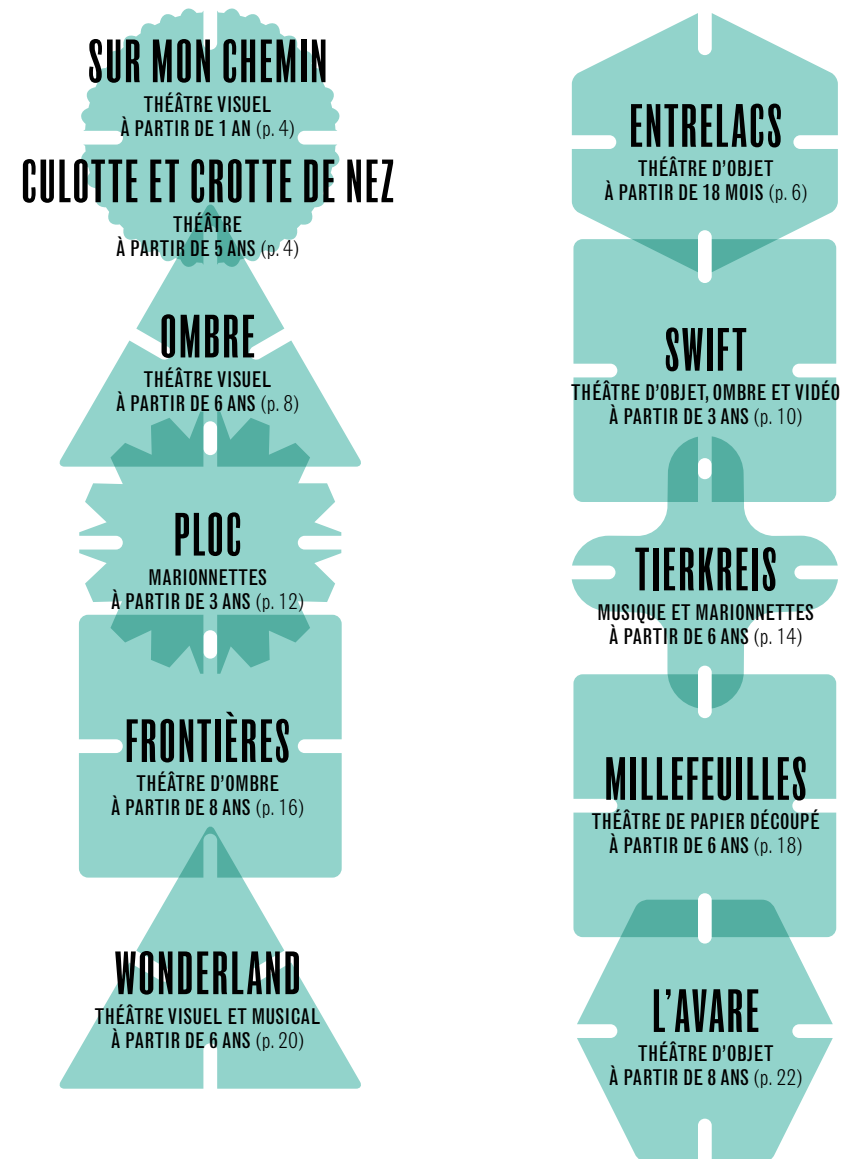 SUR MON CHEMIN
THÉÂTRE VISUEL
À PARTIR DE 1 AN (p. 4)
CULOTTE ET CROTTE DE NEZ
THÉÂTRE
À PARTIR DE 5 ANS (p. 4)
OMBRE
THÉÂTRE VISUEL
À PARTIR DE 6 ANS (p. 8)
PLOC
MARIONNETTES
À PARTIR DE 3 ANS (p. 12)
FRONTIÈRES
THÉÂTRE D'OMBRE
À PARTIR DE 8 ANS (p. 16)
WONDERLAND
THÉÂTRE VISUEL ET MUSICAL
À PARTIR DE 6 ANS (p. 20)
ENTRELACS
THÉÂTRE D'OBJET
À PARTIR DE 18 MOIS (p. 6)
SWIFT
THÉÂTRE D'OBJET, OMBRE ET VIDÉO
À PARTIR DE 3 ANS (p. 10)
TIERKREIS
MUSIQUE ET MARIONNETTES
À PARTIR DE 6 ANS (p. 14)
MILLEFEUILLES
THÉÂTRE DE PAPIER DÉCOUPÉ
À PARTIR DE 6 ANS (p. 18)
L'AVARE
THÉÂTRE D'OBJET
À PARTIR DE 8 ANS (p. 22)